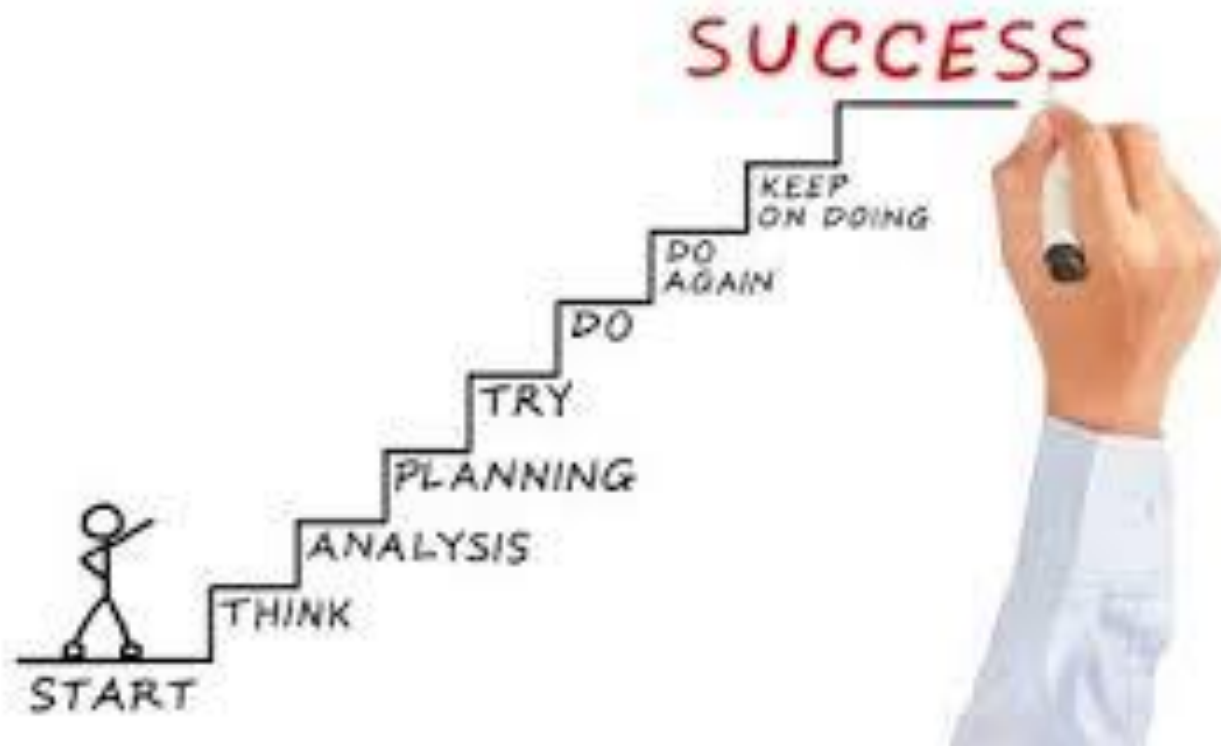 SUCCESS
KEEP
ON DOING
DO
AGAIN
DO
TRY
PLANNING
ANALYSIS
THINK
START